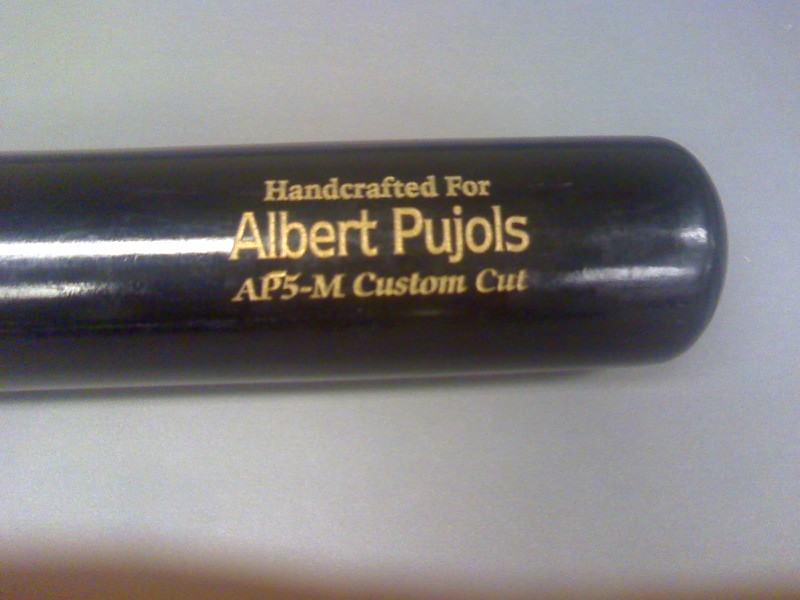 Handcrafted For
Albert Pujols
AP5-M Custom Cut